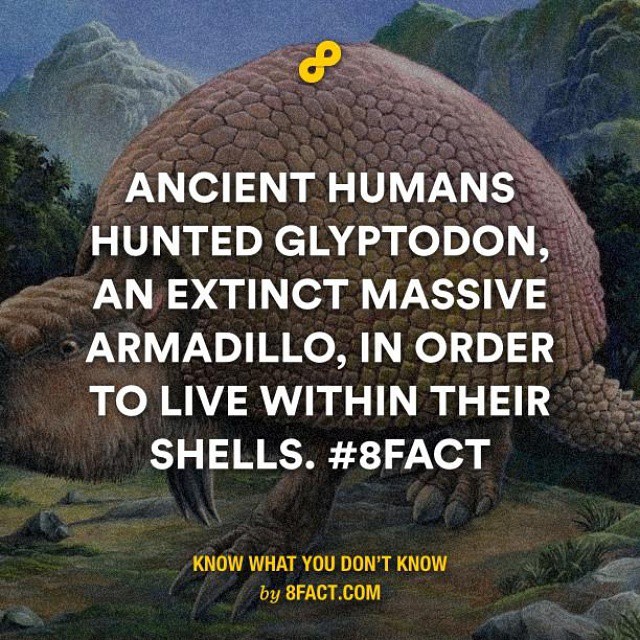 ANCIENT HUMANS
HUNTED GLYPTODON,
AN EXTINCT MASSIVE
ARMADILLO, IN ORDER
TO LIVE WITHIN THEIR
SHELLS. #8FACT
KNOW WHAT YOU DON'T KNOW
by 8FACT.COM